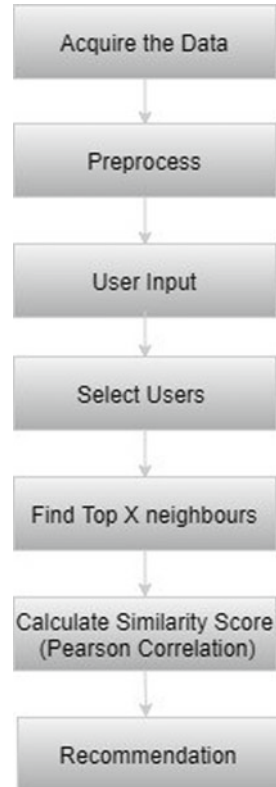 Acquire the Data
Preprocess
User Input
Select Users
Find Top X neighbours
Calculate Similarity Score
(Pearson Correlation)
Recommendation